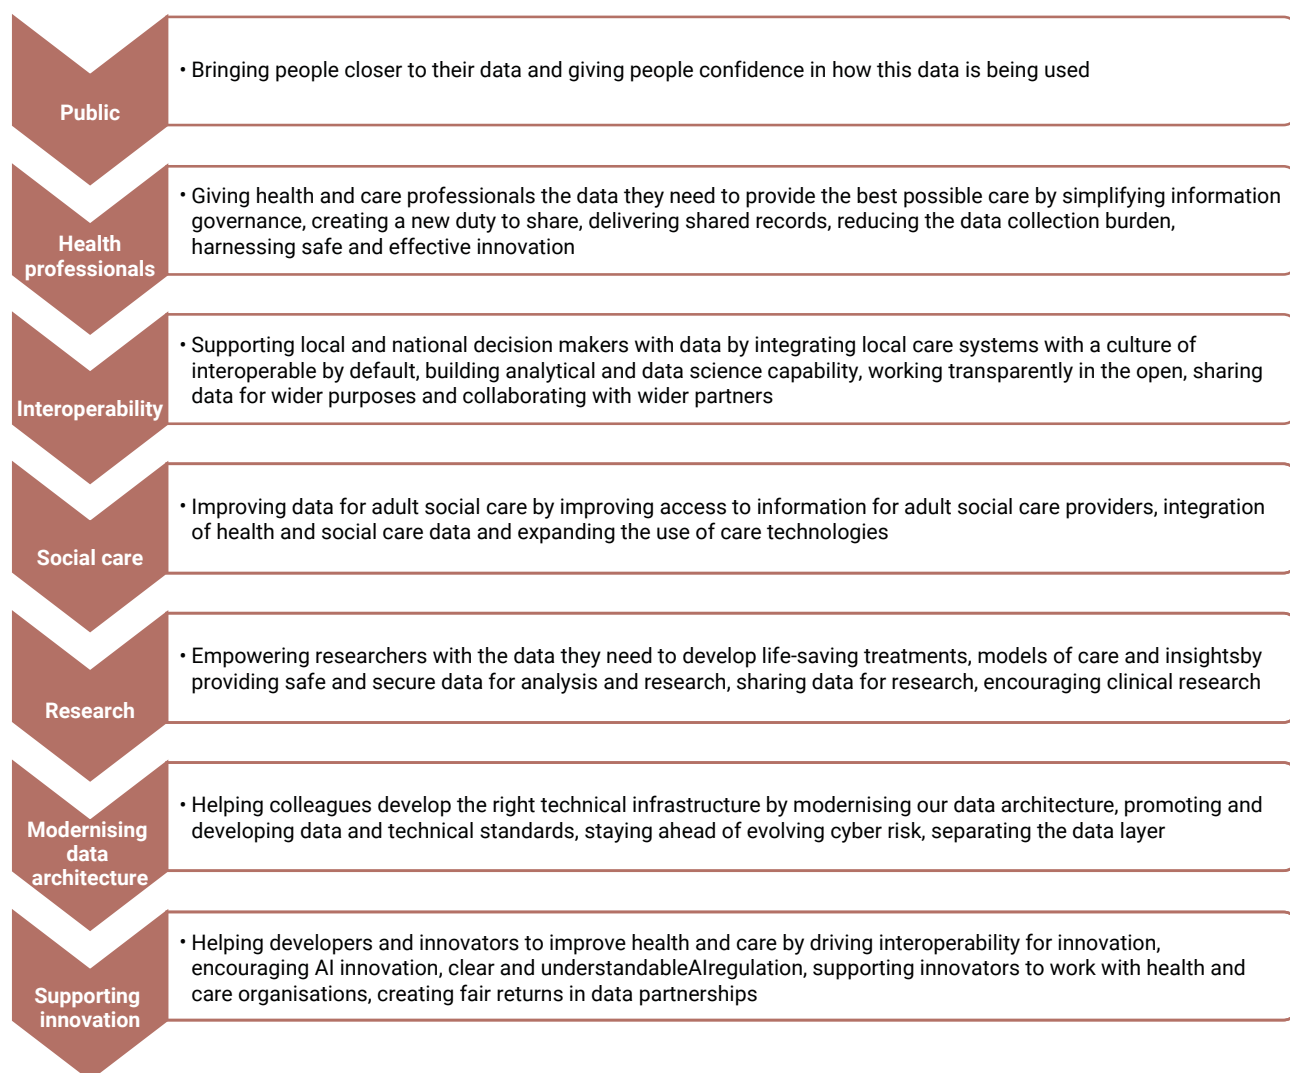 Public
• Bringing people closer to their data and giving people confidence in how this data is being used
Health
professionals
• Giving health and care professionals the data they need to provide the best possible care by simplifying information
governance, creating a new duty to share, delivering shared records, reducing the data collection burden,
harnessing safe and effective innovation
Interoperability
• Supporting local and national decision makers with data by integrating local care systems with a culture of
interoperable by default, building analytical and data science capability, working transparently in the open, sharing
data for wider purposes and collaborating with wider partners
Social care
• Improving data for adult social care by improving access to information for adult social care providers, integration
of health and social care data and expanding the use of care technologies
Research
• Empowering researchers with the data they need to develop life-saving treatments, models of care and insightsby
providing safe and secure data for analysis and research, sharing data for research, encouraging clinical research
Modernising
data
architecture
• Helping colleagues develop the right technical infrastructure by modernising our data architecture, promoting and
developing data and technical standards, staying ahead of evolving cyber risk, separating the data layer
Supporting
innovation
• Helping developers and innovators to improve health and care by driving interoperability for innovation,
encouraging AI innovation, clear and understandableAIregulation, supporting innovators to work with health and
care organisations, creating fair returns in data partnerships